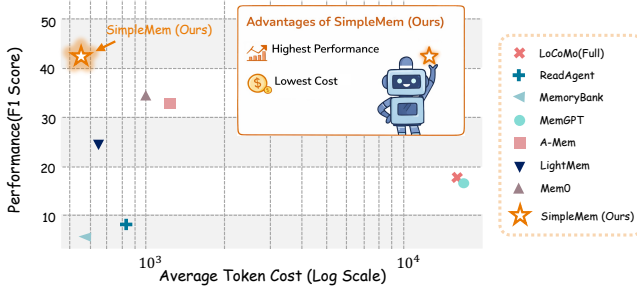 Performance(F1 Score)
50
40
30
20
10
SimpleMem (Ours)
Advantages of SimpleMem (Ours)
Highest Performance
$
Lowest Cost
10³
10⁴
Average Token Cost (Log Scale)
LoCoMo(Full)
ReadAgent
MemoryBank
MemGPT
A-Mem
LightMem
Mem0
SimpleMem (Ours)